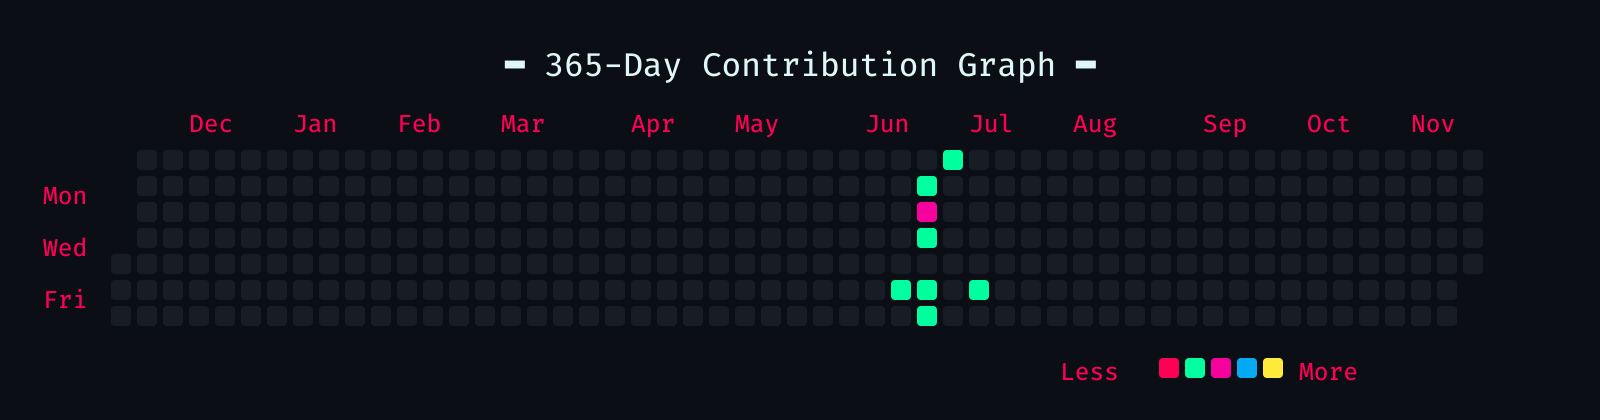 ━ 365-Day Contribution Graph ━
Dec Jan Feb Mar Apr May Jun Jul Aug Sep Oct Nov
Mon
Wed
Fri
Less More